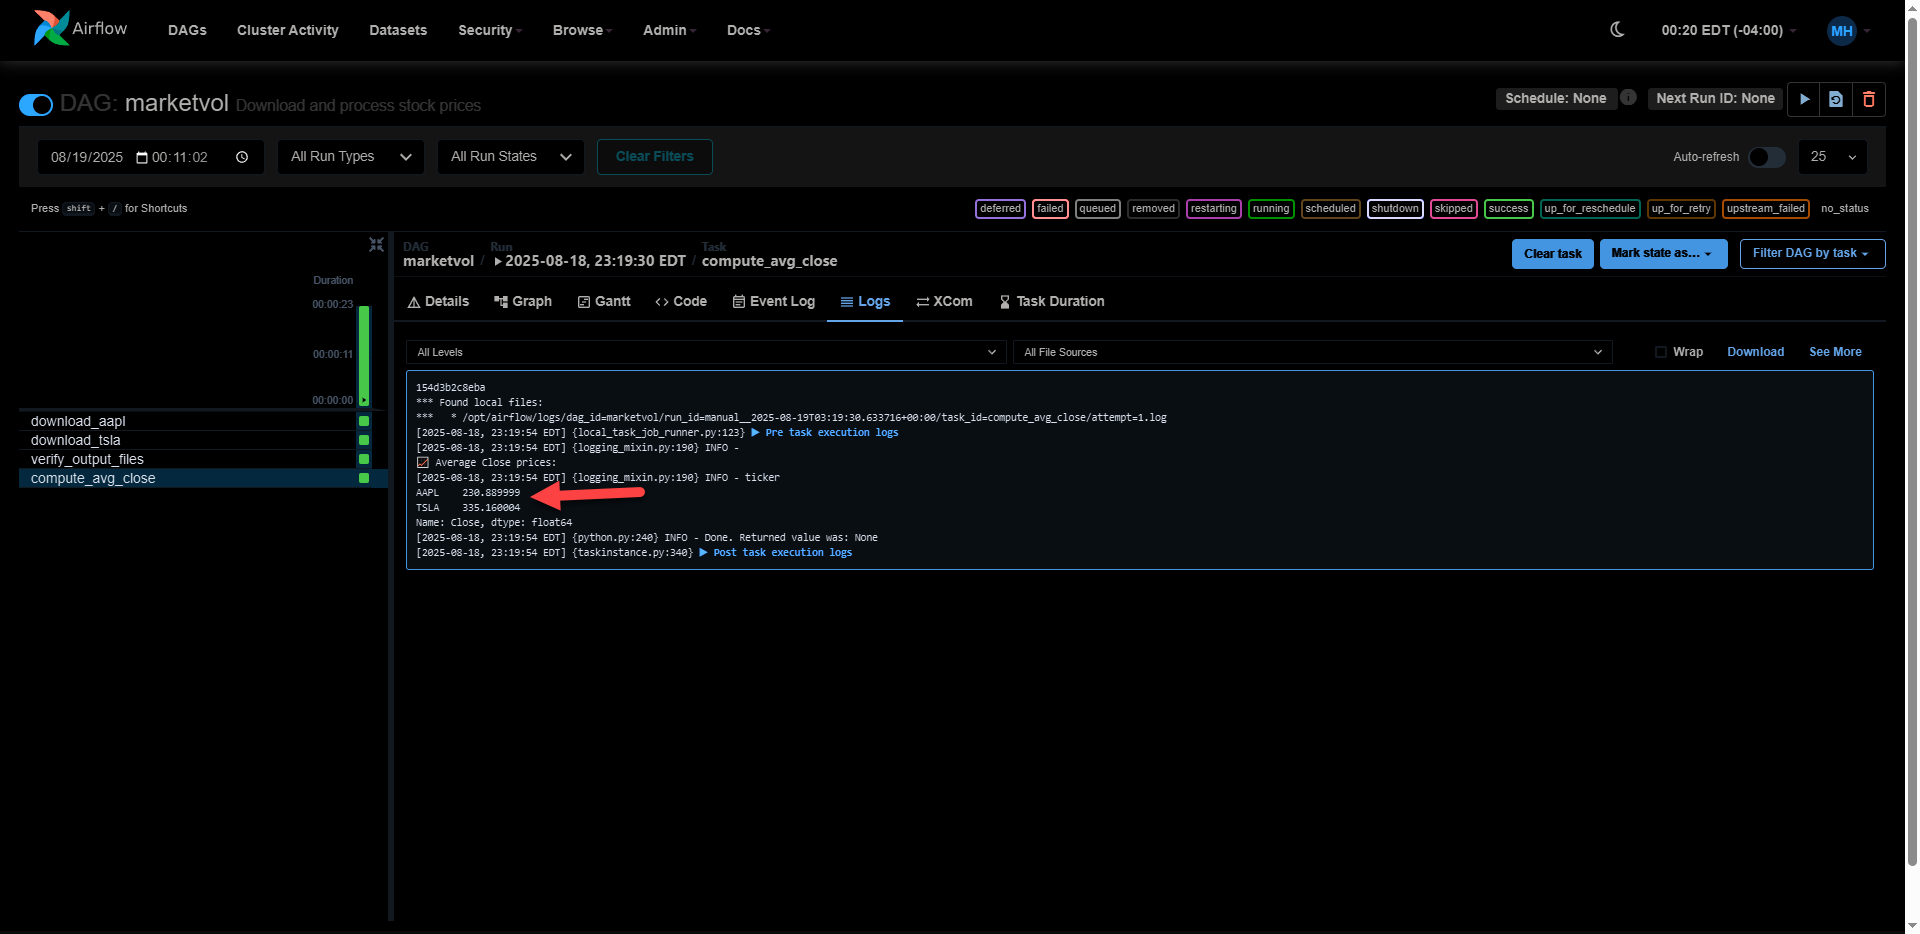 Airflow
DAGs
Cluster Activity
Datasets
Security
Browse
Admin
Docs
00:20 EDT (-04:00)
MH
DAG: marketvol Download and process stock prices
Schedule: None
Next Run ID: None
08/19/2025 00:11:02
All Run Types
All Run States
Clear Filters
Auto-refresh
25
Press shift + / for Shortcuts
deferred
failed
queued
removed
restarting
running
scheduled
shutdown
skipped
success
up_for_reschedule
up_for_retry
upstream_failed
no_status
Duration
00:00:23
00:00:11
00:00:00
download_aapl
download_tsla
verify_output_files
compute_avg_close
DAG
marketvol /
Run
2025-08-18, 23:19:30 EDT /
Task
compute_avg_close
Clear task
Mark state as...
Filter DAG by task
Details
Graph
Gantt
Code
Event Log
Logs
XCom
Task Duration
All Levels
All File Sources
Wrap
Download
See More
154d3b2c8eba
*** Found local files:
***   * /opt/airflow/logs/dag_id=marketvol/run_id=manual__2025-08-19T03:19:30.633716+00:00/task_id=compute_avg_close/attempt=1.log
[2025-08-18, 23:19:54 EDT] {local_task_job_runner.py:123} ▶ Pre task execution logs
[2025-08-18, 23:19:54 EDT] {logging_mixin.py:190} INFO -
📈 Average Close prices:
[2025-08-18, 23:19:54 EDT] {logging_mixin.py:190} INFO - ticker
AAPL    230.889999
TSLA    335.160004
Name: Close, dtype: float64
[2025-08-18, 23:19:54 EDT] {python.py:240} INFO - Done. Returned value was: None
[2025-08-18, 23:19:54 EDT] {taskinstance.py:340} ▶ Post task execution logs